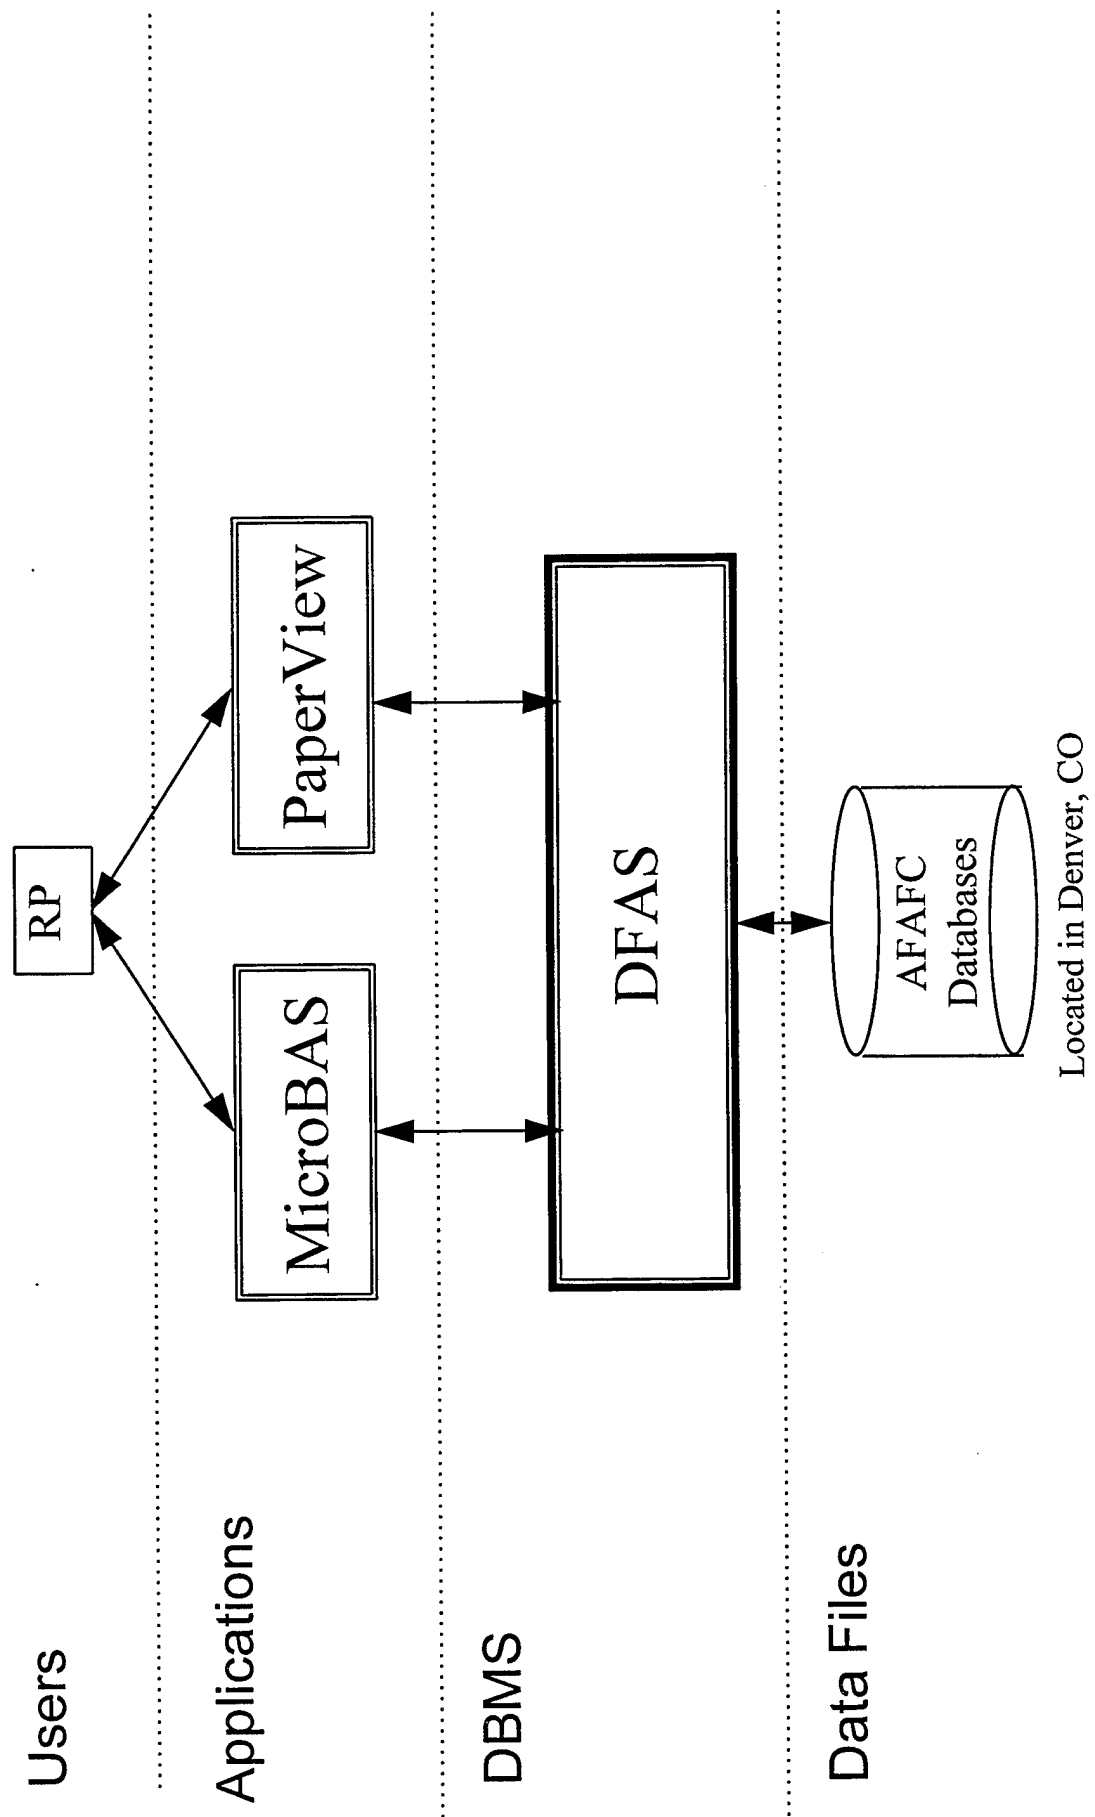 Users
RP
Applications
MicroBAS
PaperView
DBMS
DFAS
Data Files
AFAFC
Databases
Located in Denver, CO